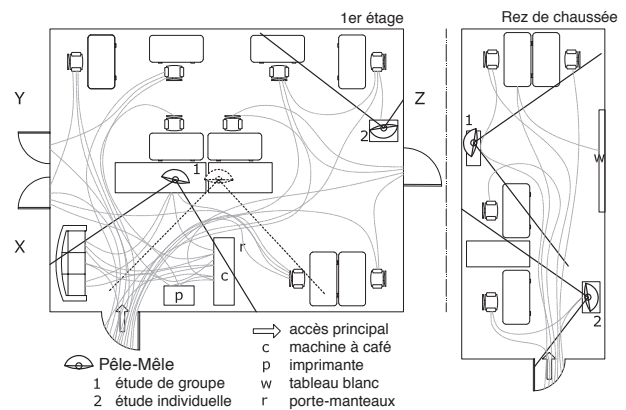 1er étage
Rez de chaussée
Y
Z
2
1
1
w
X
r
c
p
2
accès principal
c machine à café
Pêle-Mêle
p imprimante
1 étude de groupe
w tableau blanc
2 étude individuelle
r porte-manteaux